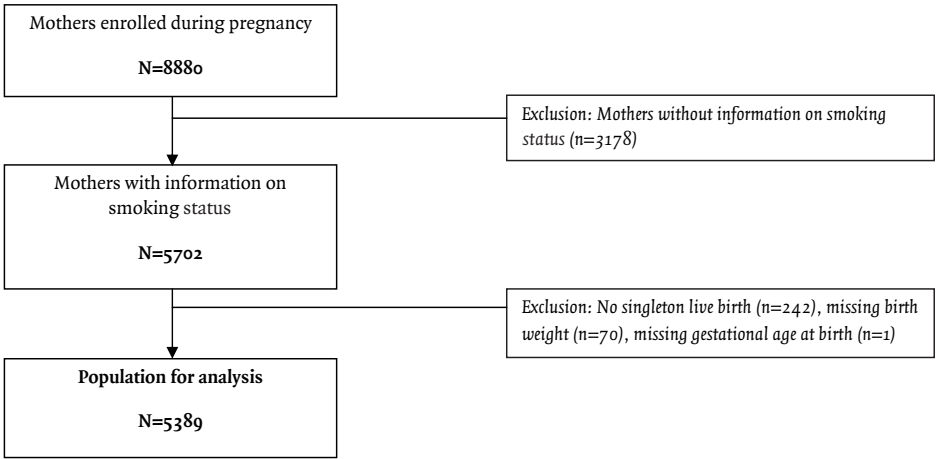 Mothers enrolled during pregnancy
N=8880
Exclusion: Mothers without information on smoking
status (n=3178)
Mothers with information on
smoking status
N=5702
Exclusion: No singleton live birth (n=242), missing birth
weight (n=70), missing gestational age at birth (n=1)
Population for analysis
N=5389